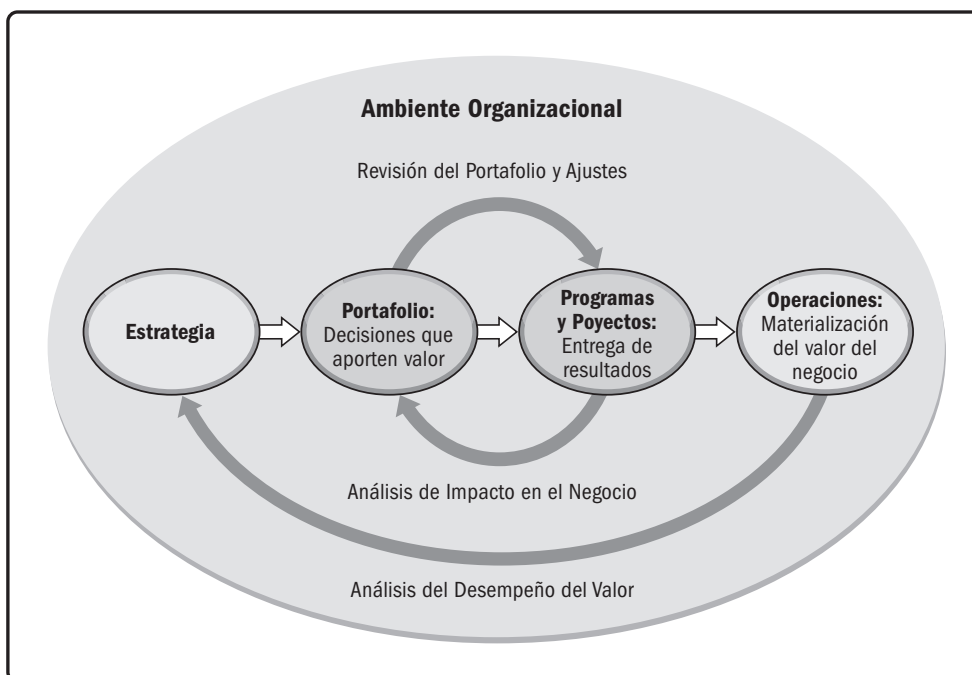 Ambiente Organizacional
Revisión del Portafolio y Ajustes
Estrategia
Portafolio:
Decisiones que
aporten valor
Programas
y Poyectos:
Entrega de
resultados
Operaciones:
Materialización
del valor del
negocio
Análisis de Impacto en el Negocio
Análisis del Desempeño del Valor